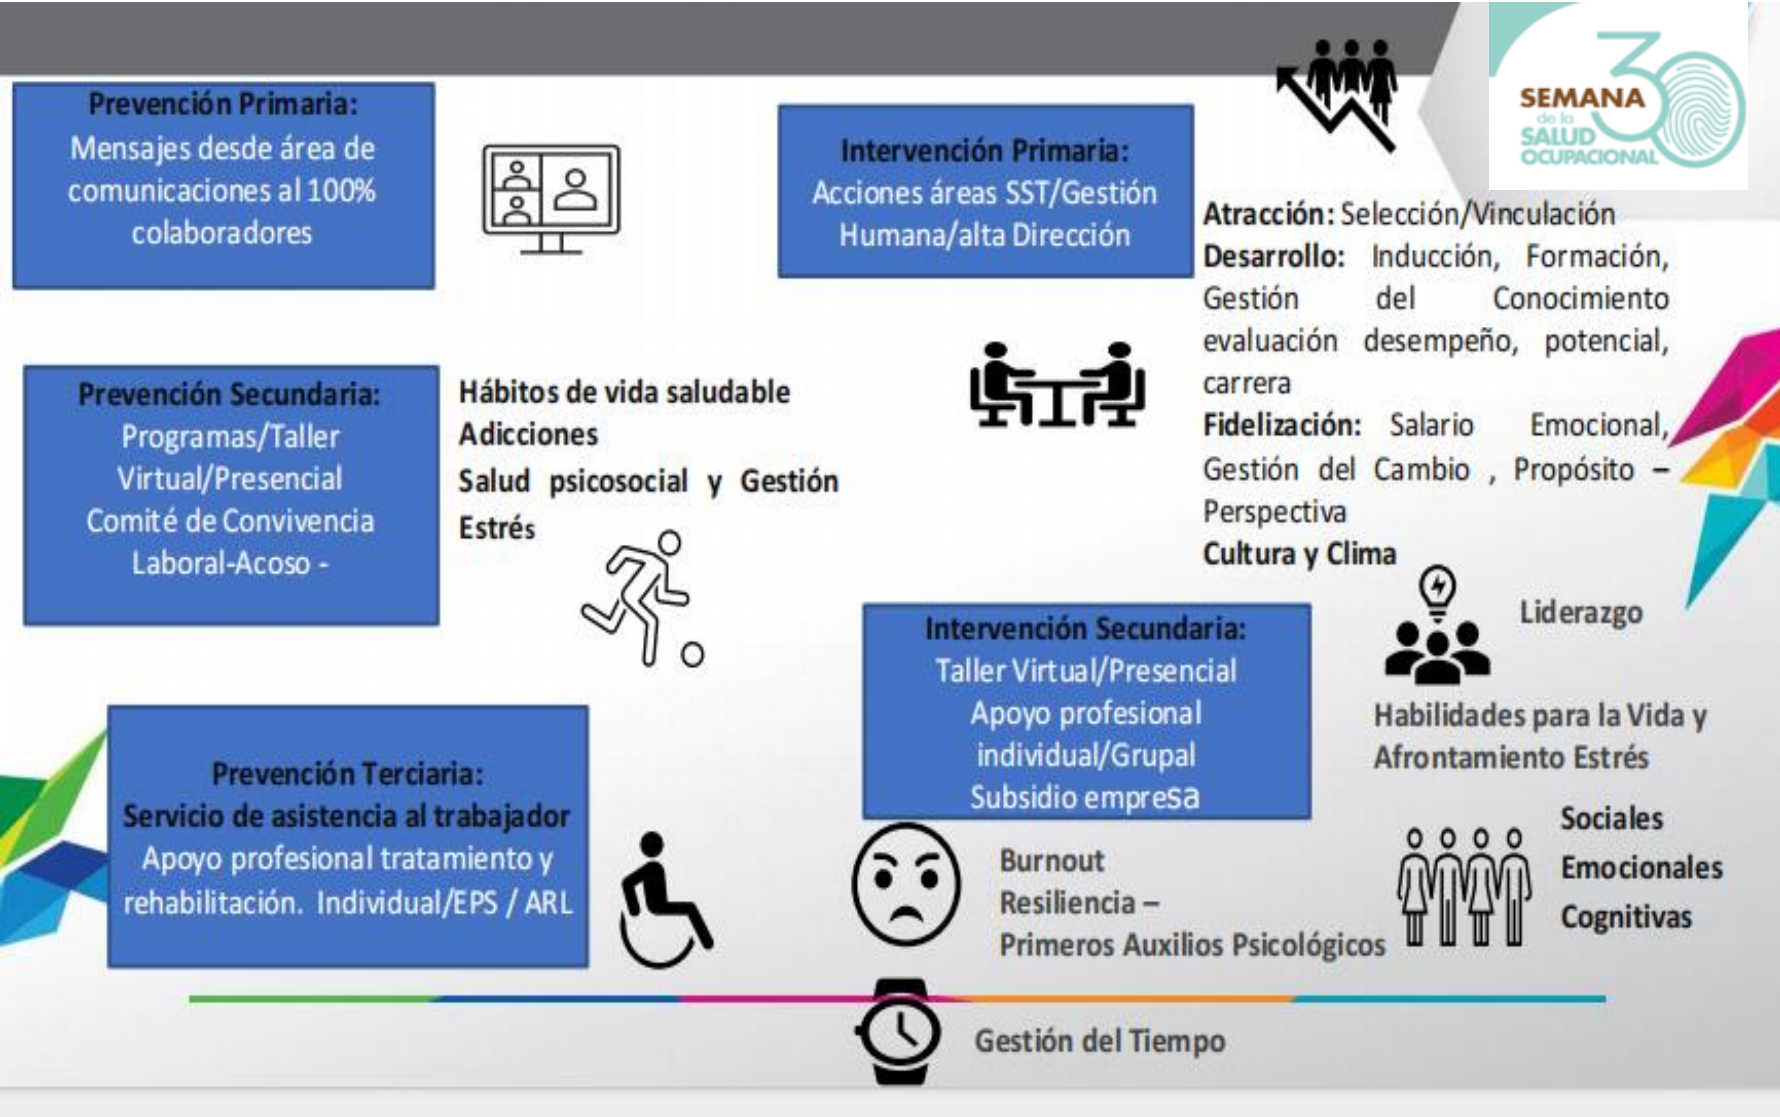 Prevención Primaria:
Mensajes desde área de
comunicaciones al 100%
colaboradores
Intervención Primaria:
Acciones áreas SST/Gestión
Humana/alta Dirección
30
SEMANA
de la
SALUD
OCUPACIONAL
Atracción: Selección/Vinculación
Desarrollo: Inducción, Formación,
Gestión del Conocimiento
evaluación desempeño, potencial,
carrera
Fidelización: Salario Emocional,
Gestión del Cambio , Propósito –
Perspectiva
Cultura y Clima
Prevención Secundaria:
Programas/Taller
Virtual/Presencial
Comité de Convivencia
Laboral-Acoso -
Hábitos de vida saludable
Adicciones
Salud psicosocial y Gestión
Estrés
Intervención Secundaria:
Taller Virtual/Presencial
Apoyo profesional
individual/Grupal
Subsidio empresa
Liderazgo
Habilidades para la Vida y
Afrontamiento Estrés
Sociales
Emocionales
Cognitivas
Prevención Terciaria:
Servicio de asistencia al trabajador
Apoyo profesional tratamiento y
rehabilitación. Individual/EPS / ARL
Burnout
Resiliencia –
Primeros Auxilios Psicológicos
Gestión del Tiempo